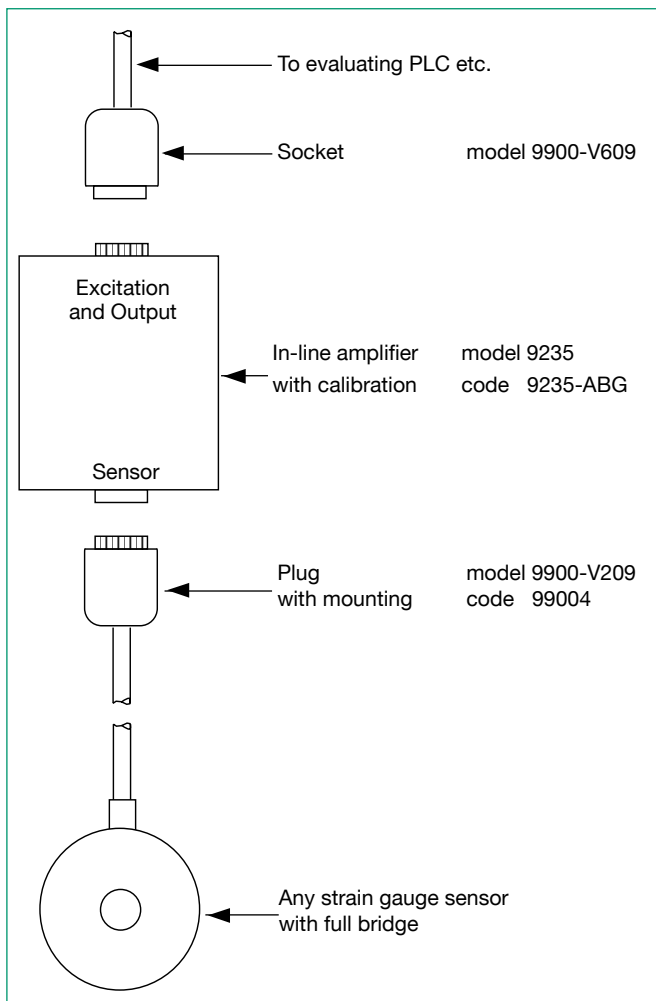 To evaluating PLC etc.
Socket model 9900-V609
Excitation
and Output
In-line amplifier model 9235
with calibration code 9235-ABG
Sensor
Plug model 9900-V209
with mounting code 99004
Any strain gauge sensor
with full bridge